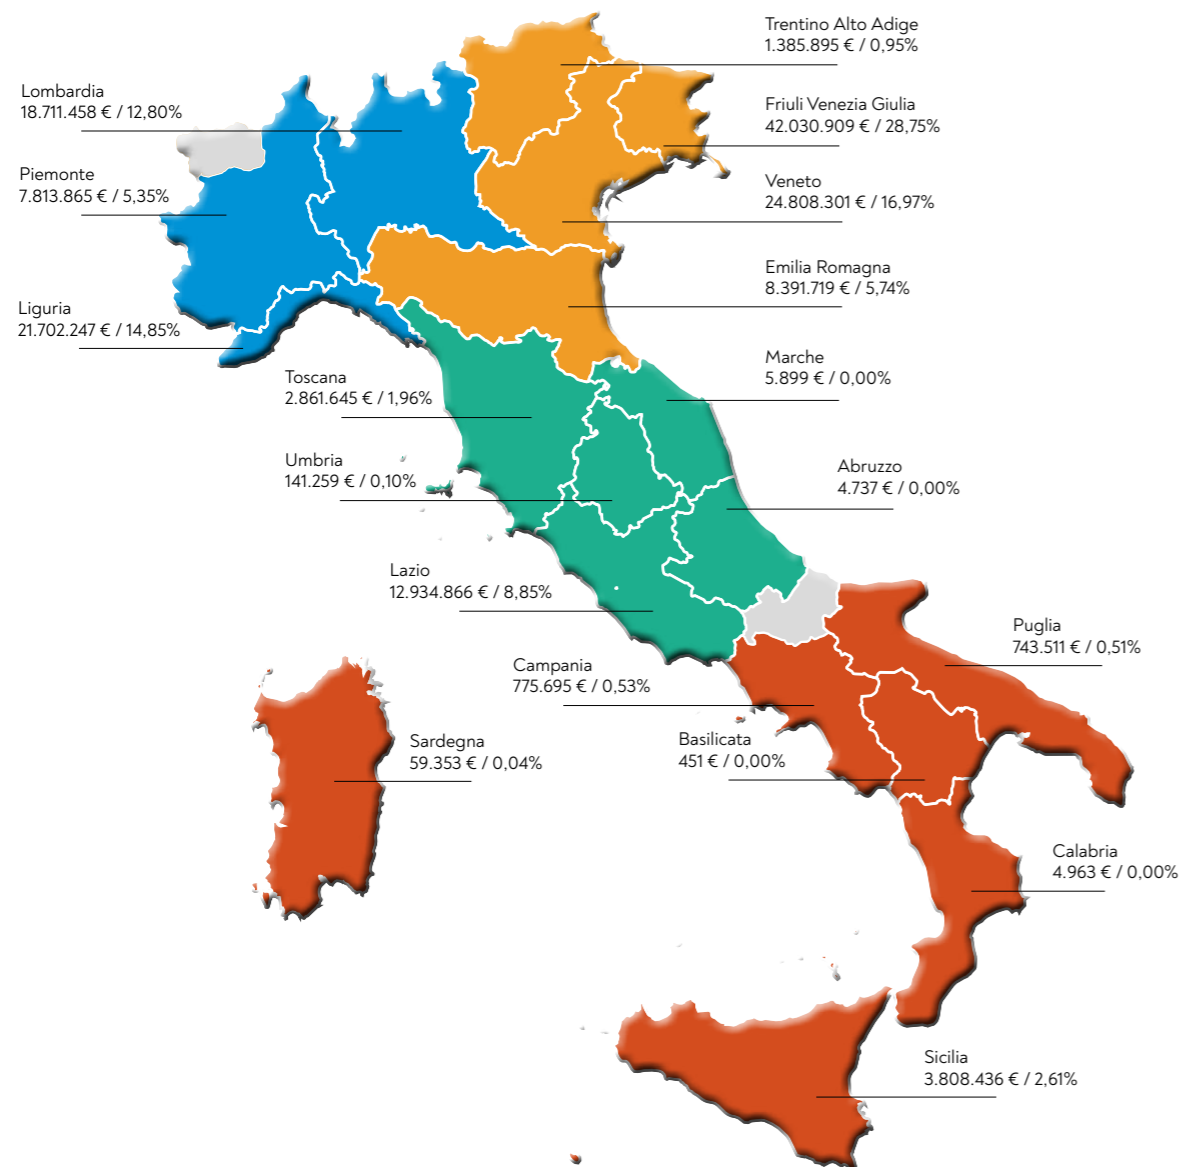 Trentino Alto Adige
1.385.895 € / 0,95%
Lombardia
18.711.458 € / 12,80%
Friuli Venezia Giulia
42.030.909 € / 28,75%
Piemonte
7.813.865 € / 5,35%
Veneto
24.808.301 € / 16,97%
Emilia Romagna
8.391.719 € / 5,74%
Liguria
21.702.247 € / 14,85%
Marche
5.899 € / 0,00%
Toscana
2.861.645 € / 1,96%
Umbria
141.259 € / 0,10%
Abruzzo
4.737 € / 0,00%
Lazio
12.934.866 € / 8,85%
Puglia
743.511 € / 0,51%
Campania
775.695 € / 0,53%
Sardegna
59.353 € / 0,04%
Basilicata
451 € / 0,00%
Calabria
4.963 € / 0,00%
Sicilia
3.808.436 € / 2,61%